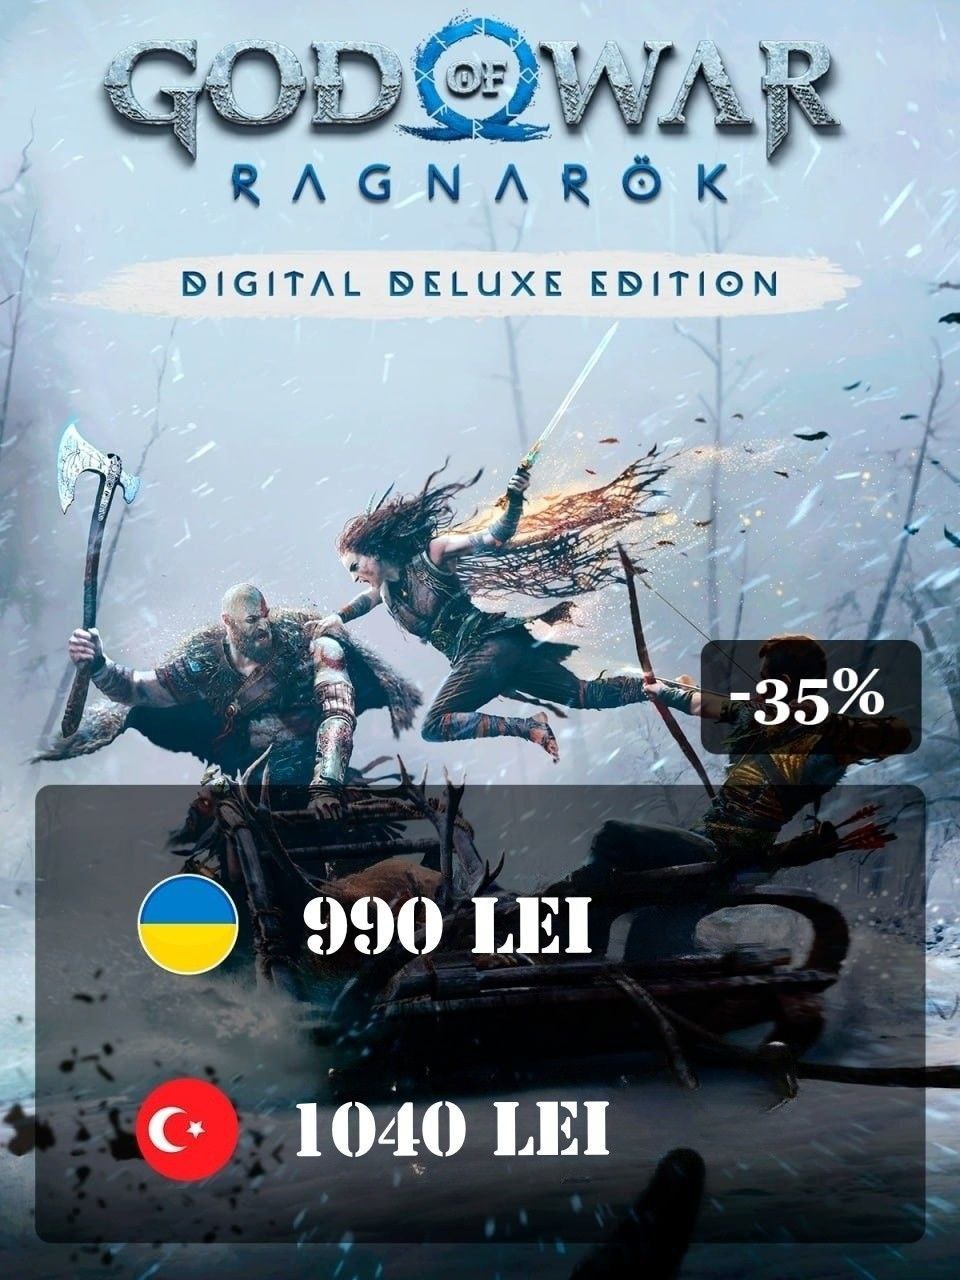 GOD OF WAR
RAGNARÖK
DIGITAL DELUXE EDITION
-35%
990 LEI
1040 LEI